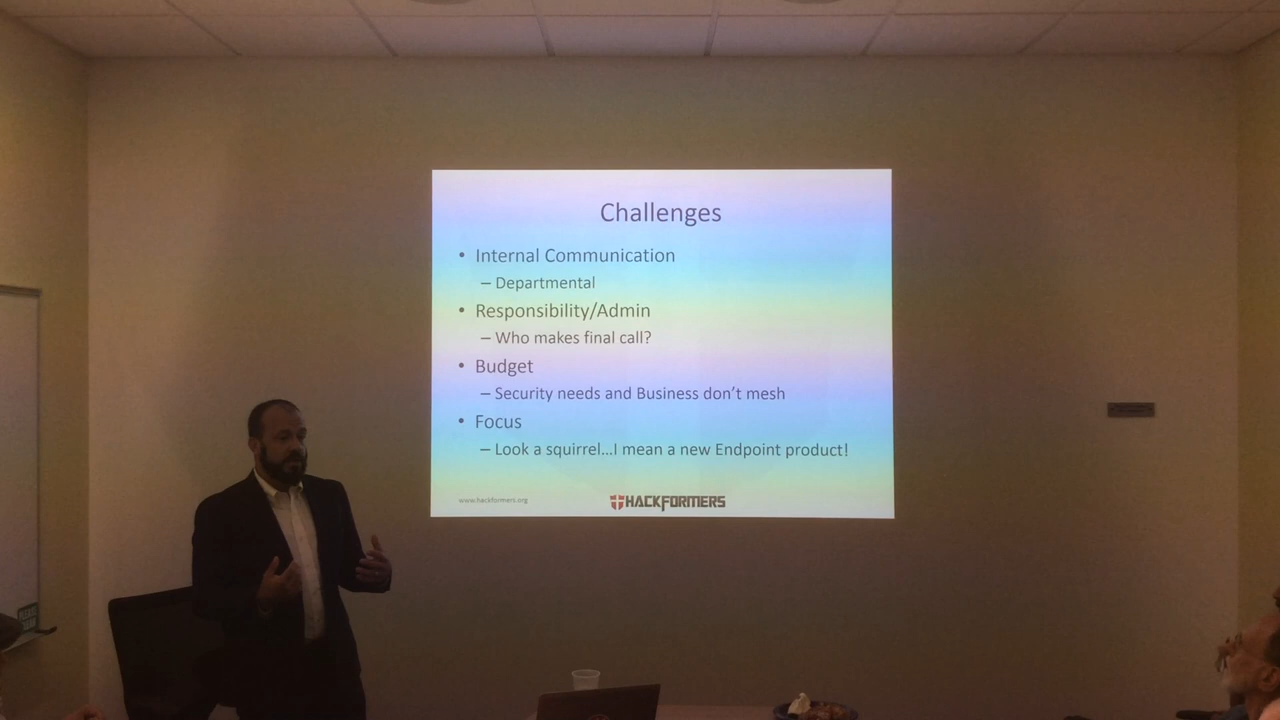 Challenges
• Internal Communication
– Departmental
• Responsibility/Admin
– Who makes final call?
• Budget
– Security needs and Business don't mesh
• Focus
– Look a squirrel...I mean a new Endpoint product!
www.hackformers.org
HACKFORMERS